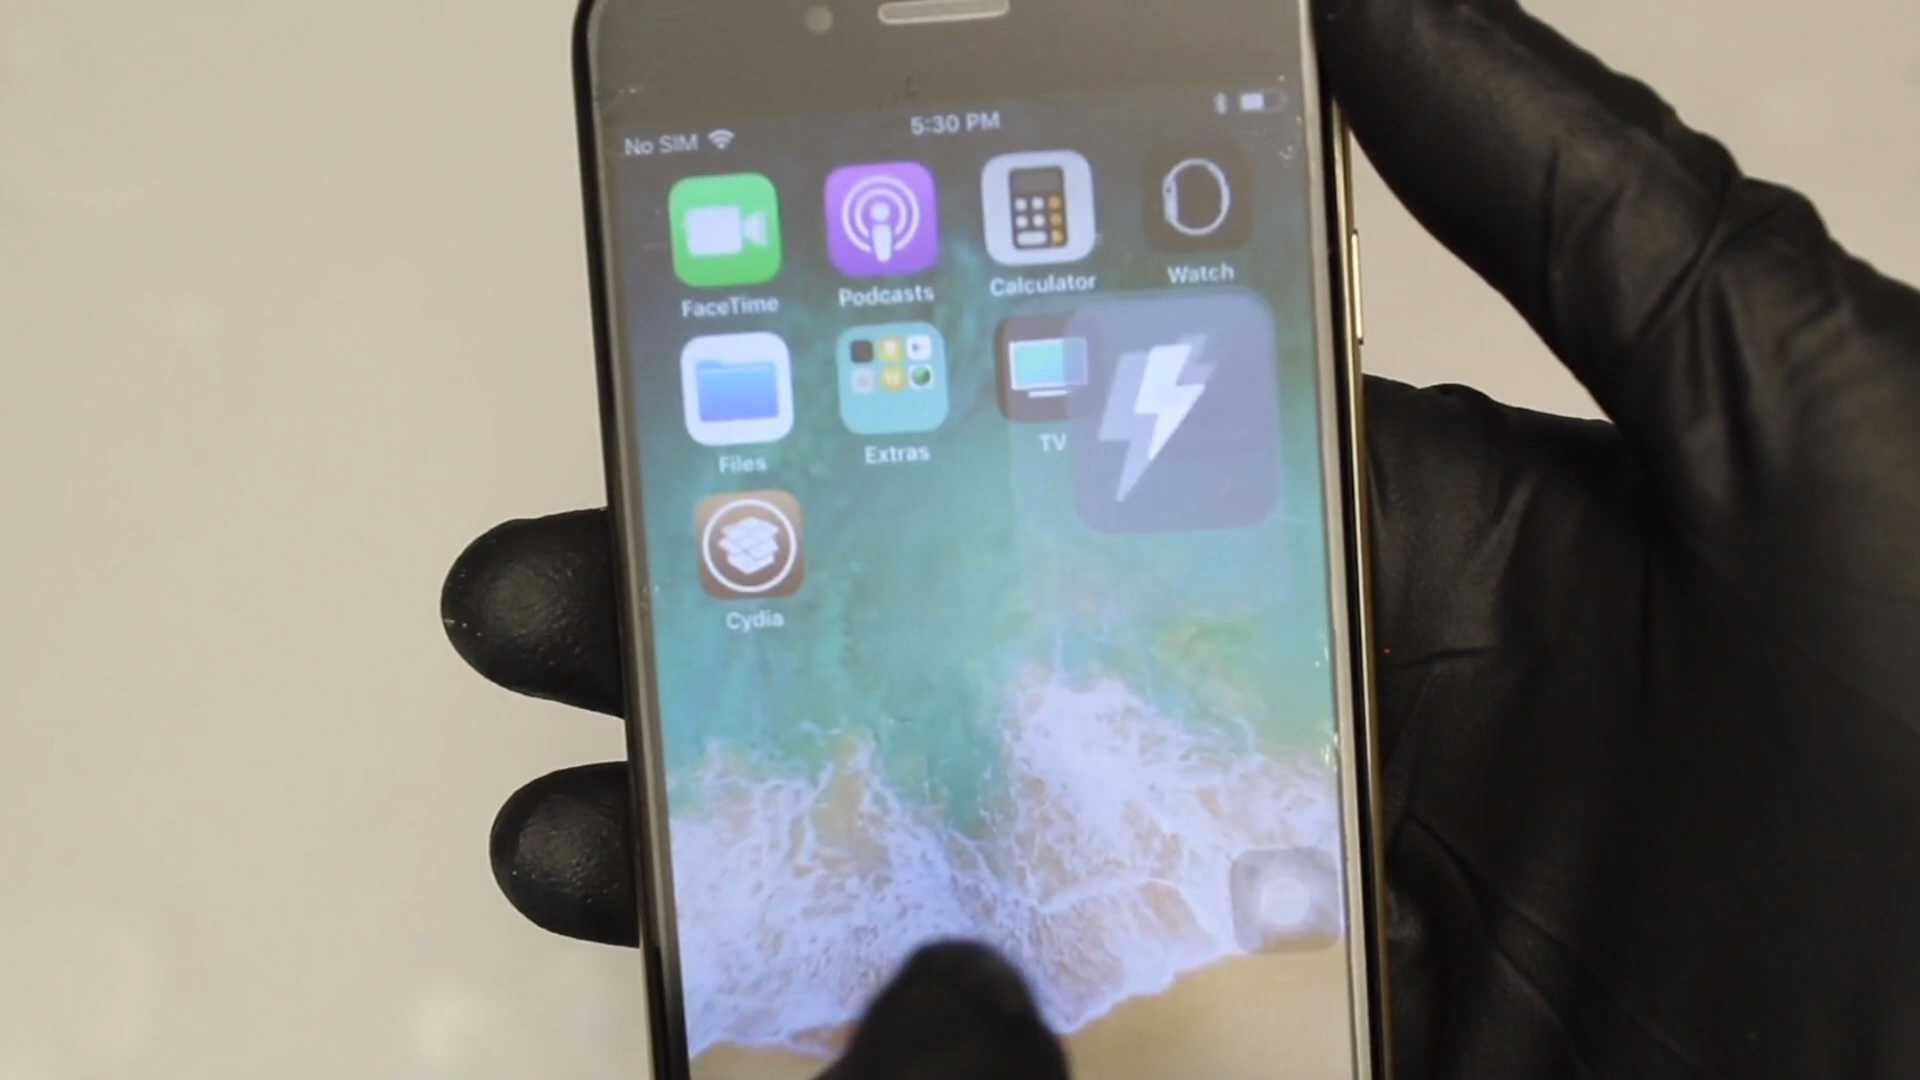 No SIM 5:30 PM
FaceTime Podcasts Calculator Watch
Files Extras TV
Cydia